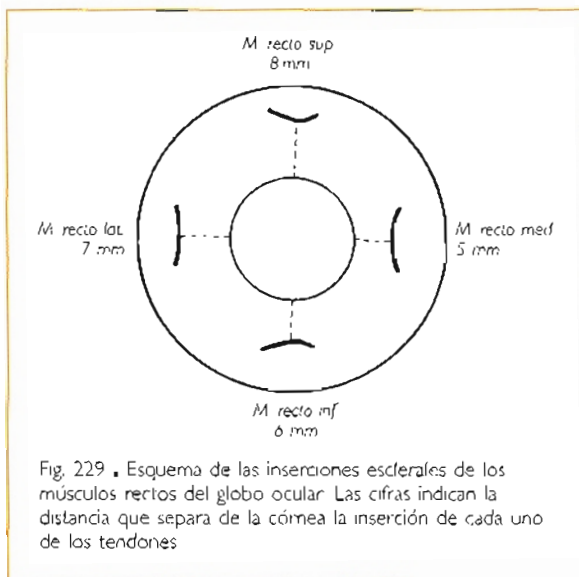 M recto sup
8 mm
M recto lat.
7 mm
M recto med
5 mm
M recto inf
6 mm
Fig. 229 . Esquema de las inserciones esclerales de los
músculos rectos del globo ocular Las cifras indican la
distancia que separa de la córnea la inserción de cada uno
de los tendones